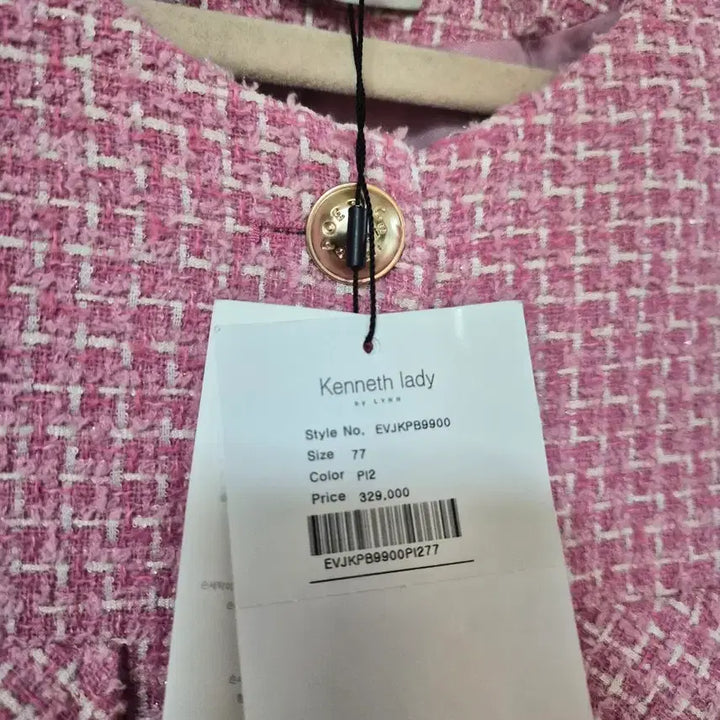 Kenneth lady
BY LYNN
Style No. EVJKPB9900
Size 77
Color PI2
Price 329,000
EVJKPB9900PI277